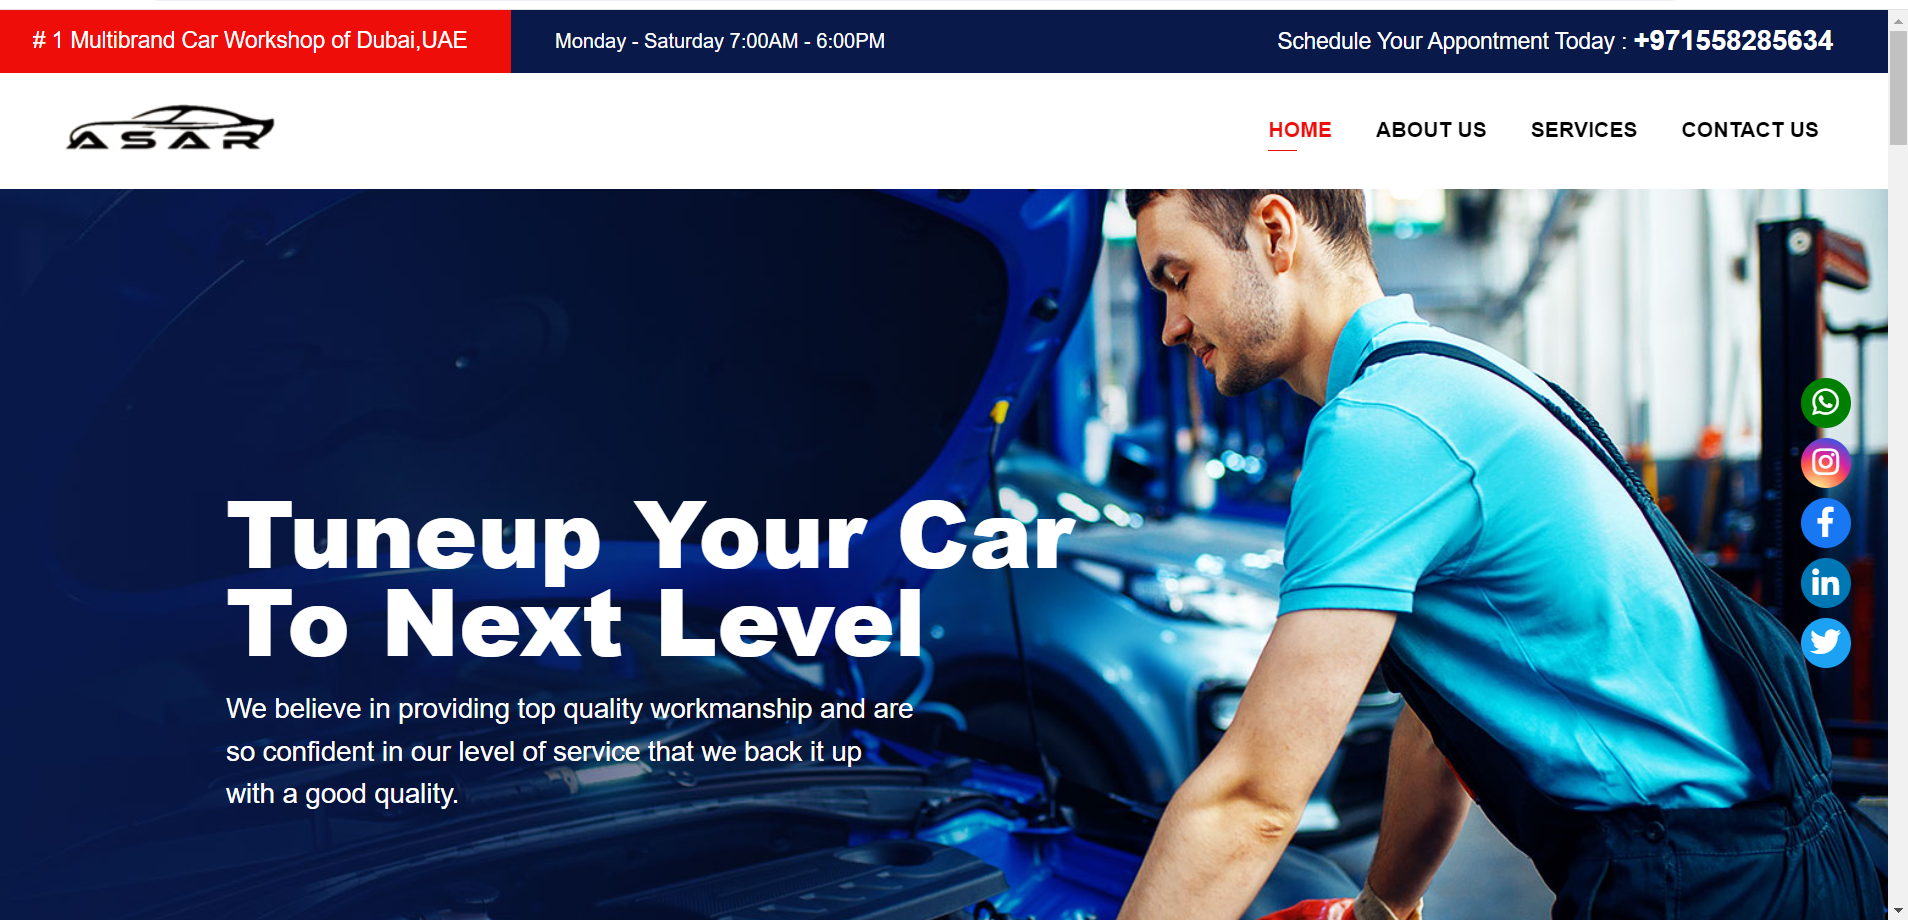 # 1 Multibrand Car Workshop of Dubai,UAE
Monday - Saturday 7:00AM - 6:00PM
Schedule Your Appontment Today : +971558285634
ASAR
HOME
ABOUT US
SERVICES
CONTACT US
Tuneup Your Car
To Next Level
We believe in providing top quality workmanship and are
so confident in our level of service that we back it up
with a good quality.